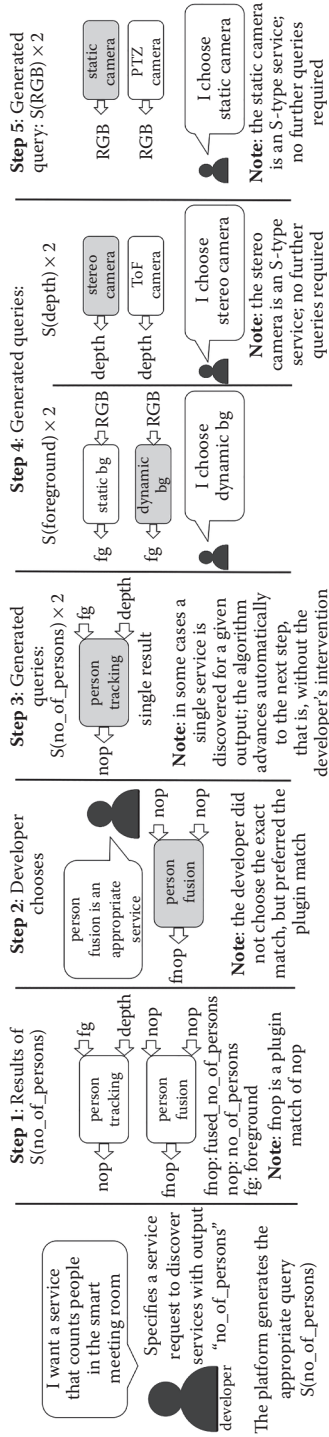 I want a service
that counts people
in the smart
meeting room
Specifies a service
request to discover
services with output
“no_of_persons”
developer
The platform generates the
appropriate query
S(no_of_persons)
Step 1: Results of
S(no_of_persons)
nop
person
tracking
fg
depth
fnop
person
fusion
nop
nop
fnop: fused_no_of_persons
nop: no_of_persons
fg: foreground
Note: fnop is a plugin
match of nop
Step 2: Developer
chooses
person
fusion is an
appropriate
service
fnop
person
fusion
nop
nop
Note: the developer did
not choose the exact
match, but preferred the
plugin match
Step 3: Generated
queries:
S(no_of_persons) × 2
nop
person
tracking
fg
depth
single result
Note: in some cases a
single service is
discovered for a given
output; the algorithm
advances automatically
to the next step,
that is, without the
developer’s intervention
Step 4: Generated queries:
S(foreground) × 2
fg
static bg
RGB
fg
dynamic
bg
RGB
I choose
dynamic bg
S(depth) × 2
depth
stereo
camera
depth
ToF
camera
I choose
stereo camera
Note: the stereo
camera is an S-type
service; no further
queries required
Step 5: Generated
query: S(RGB) × 2
RGB
static
camera
RGB
PTZ
camera
I choose
static camera
Note: the static camera
is an S-type service;
no further queries
required